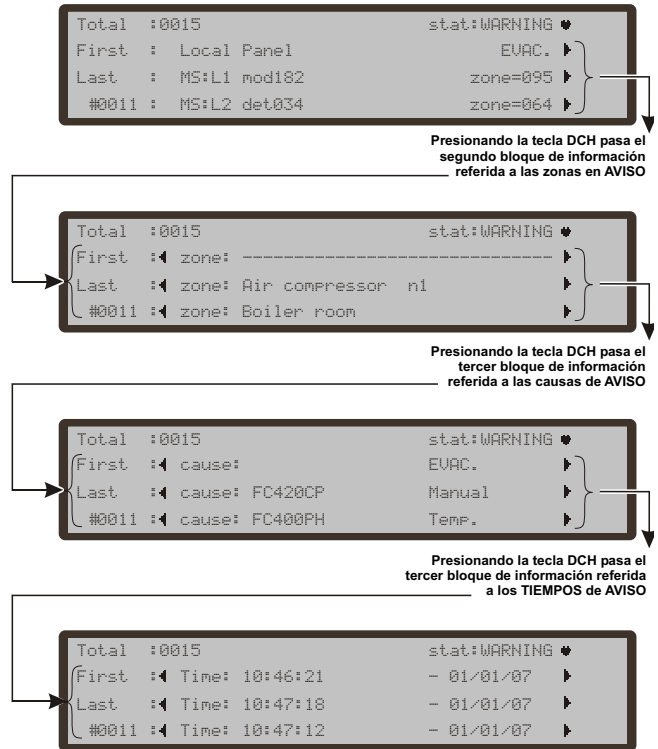 Total :0015 stat:WARNING ♥
First : Local Panel EVAC. ▶
Last : MS:L1 mod182 zone=095 ▶
#0011 : MS:L2 det034 zone=064 ▶
Presionando la tecla DCH pasa el
segundo bloque de información
referida a las zonas en AVISO
Total :0015 stat:WARNING ♥
First :◀ zone: ------------------------------ ▶
Last :◀ zone: Air compressor n1 ▶
#0011 :◀ zone: Boiler room ▶
Presionando la tecla DCH pasa el
tercer bloque de información
referida a las causas de AVISO
Total :0015 stat:WARNING ♥
First :◀ cause: EVAC. ▶
Last :◀ cause: FC420CP Manual ▶
#0011 :◀ cause: FC400PH Temp. ▶
Presionando la tecla DCH pasa el
tercer bloque de información referida
a los TIEMPOS de AVISO
Total :0015 stat:WARNING ♥
First :◀ Time: 10:46:21 - 01/01/07 ▶
Last :◀ Time: 10:47:18 - 01/01/07 ▶
#0011 :◀ Time: 10:47:12 - 01/01/07 ▶